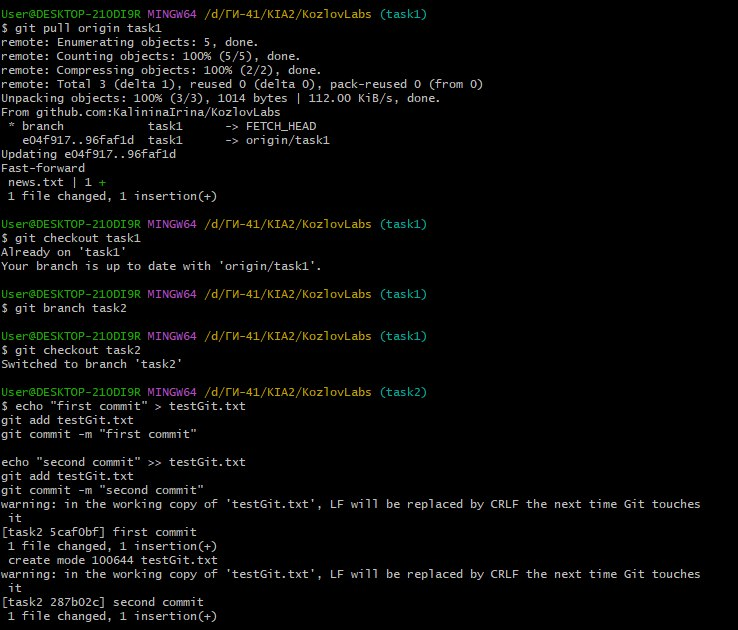 User@DESKTOP-21ODI9R MINGW64 /d/ГИ-41/KIA2/KozlovLabs (task1)
$ git pull origin task1
remote: Enumerating objects: 5, done.
remote: Counting objects: 100% (5/5), done.
remote: Compressing objects: 100% (2/2), done.
remote: Total 3 (delta 1), reused 0 (delta 0), pack-reused 0 (from 0)
Unpacking objects: 100% (3/3), 1014 bytes | 112.00 KiB/s, done.
From github.com:KalininaIrina/KozlovLabs
 * branch            task1      -> FETCH_HEAD
   e04f917..96faf1d  task1      -> origin/task1
Updating e04f917..96faf1d
Fast-forward
 news.txt | 1 +
 1 file changed, 1 insertion(+)
User@DESKTOP-21ODI9R MINGW64 /d/ГИ-41/KIA2/KozlovLabs (task1)
$ git checkout task1
Already on 'task1'
Your branch is up to date with 'origin/task1'.
User@DESKTOP-21ODI9R MINGW64 /d/ГИ-41/KIA2/KozlovLabs (task1)
$ git branch task2
User@DESKTOP-21ODI9R MINGW64 /d/ГИ-41/KIA2/KozlovLabs (task1)
$ git checkout task2
Switched to branch 'task2'
User@DESKTOP-21ODI9R MINGW64 /d/ГИ-41/KIA2/KozlovLabs (task2)
$ echo "first commit" > testGit.txt
git add testGit.txt
git commit -m "first commit"
echo "second commit" >> testGit.txt
git add testGit.txt
git commit -m "second commit"
warning: in the working copy of 'testGit.txt', LF will be replaced by CRLF the next time Git touches
 it
[task2 5caf0bf] first commit
 1 file changed, 1 insertion(+)
 create mode 100644 testGit.txt
warning: in the working copy of 'testGit.txt', LF will be replaced by CRLF the next time Git touches
 it
[task2 287b02c] second commit
 1 file changed, 1 insertion(+)